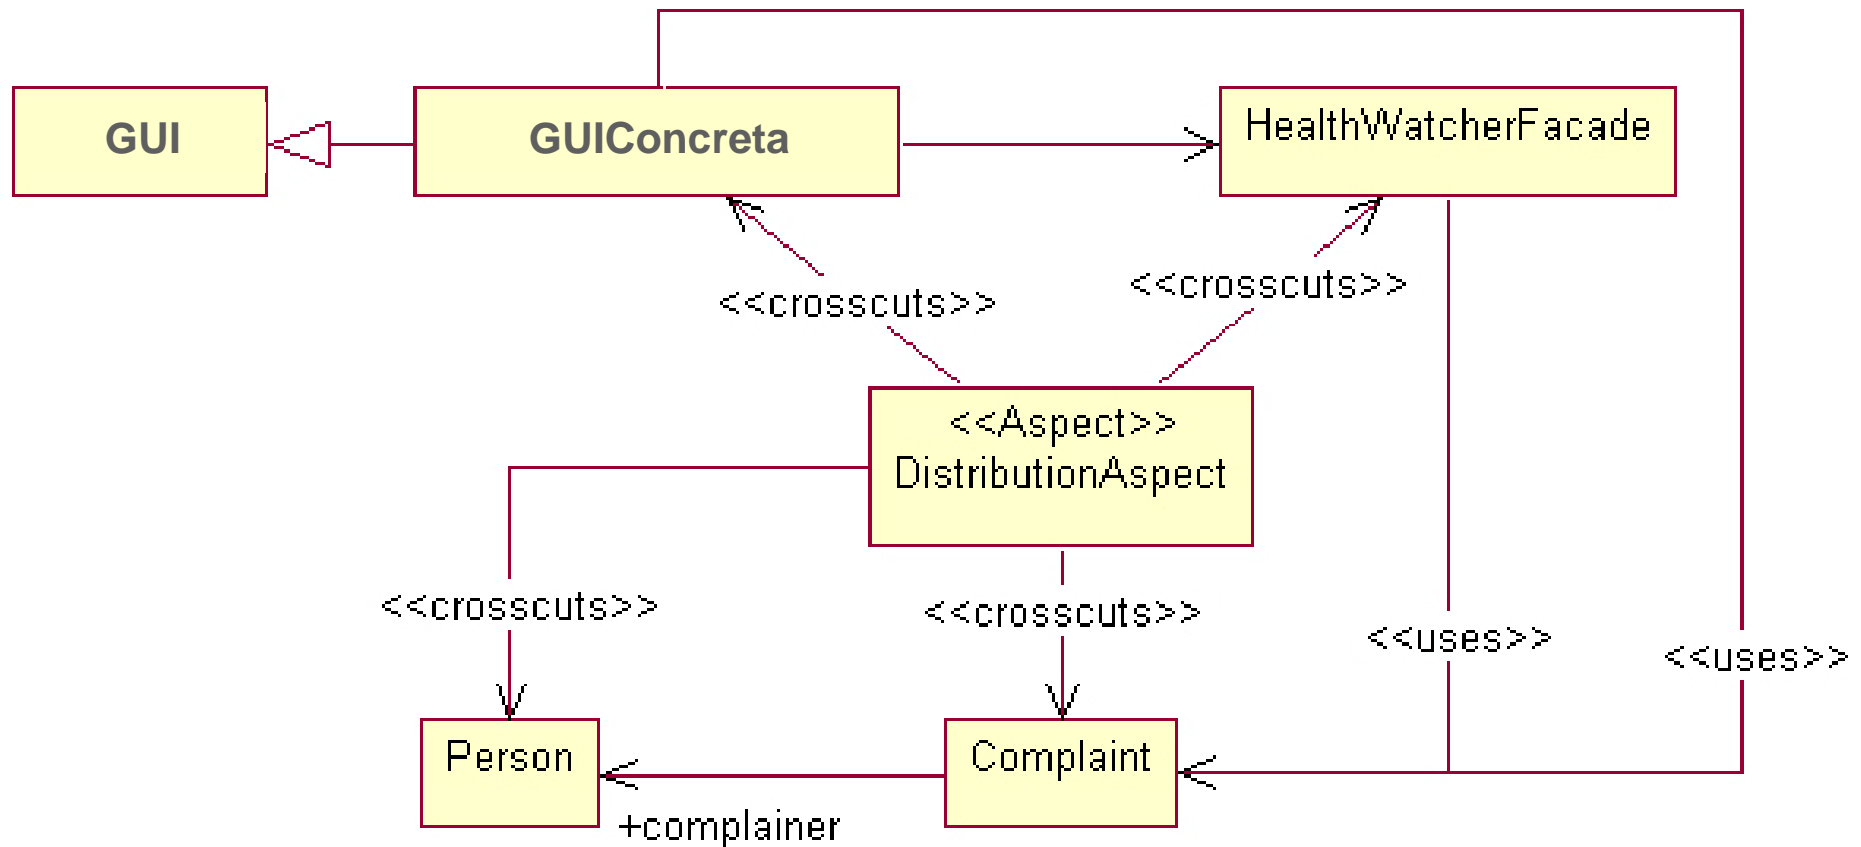 GUI
GUIConcreta
HealthWatcherFacade
<<crosscuts>>
<<crosscuts>>
<<Aspect>>
DistributionAspect
<<crosscuts>>
<<crosscuts>>
<<uses>>
<<uses>>
Person
Complaint
+complainer